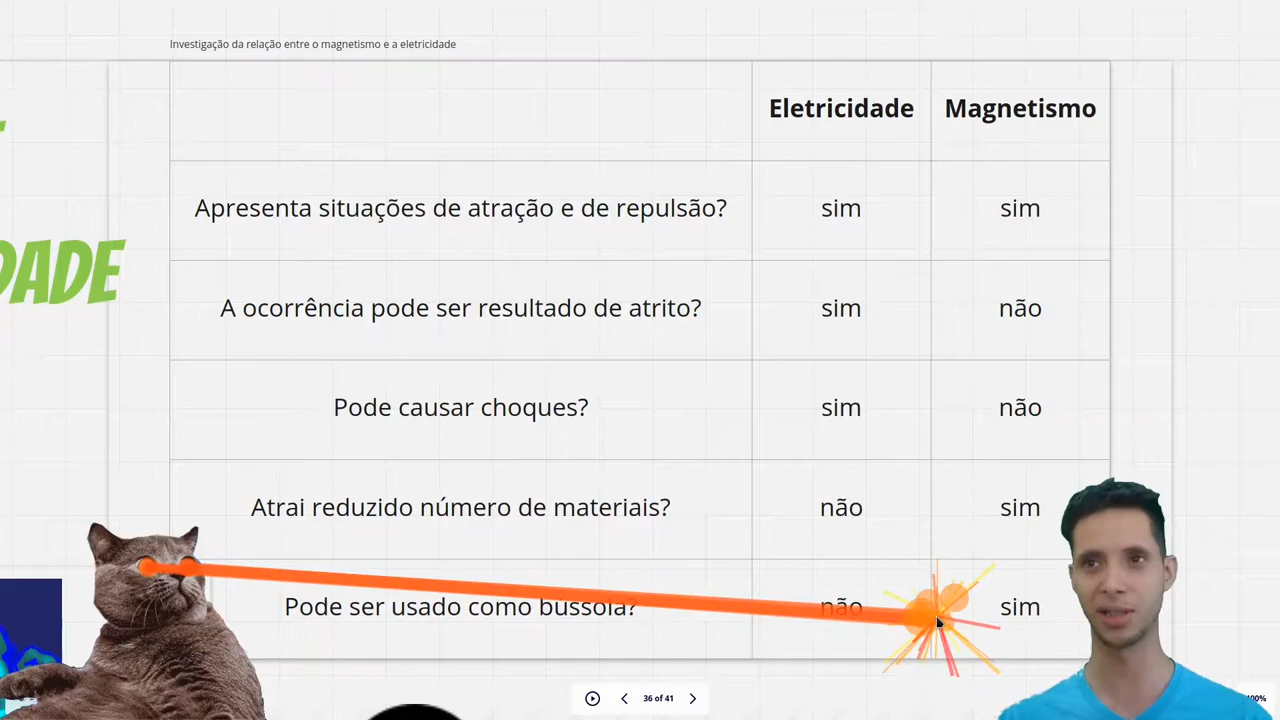 Investigação da relação entre o magnetismo e a eletricidade
Eletricidade Magnetismo
Apresenta situações de atração e de repulsão? sim sim
DADE
A ocorrência pode ser resultado de atrito? sim não
Pode causar choques? sim não
Atrai reduzido número de materiais? não sim
Pode ser usado como bússola? não sim
36 of 41